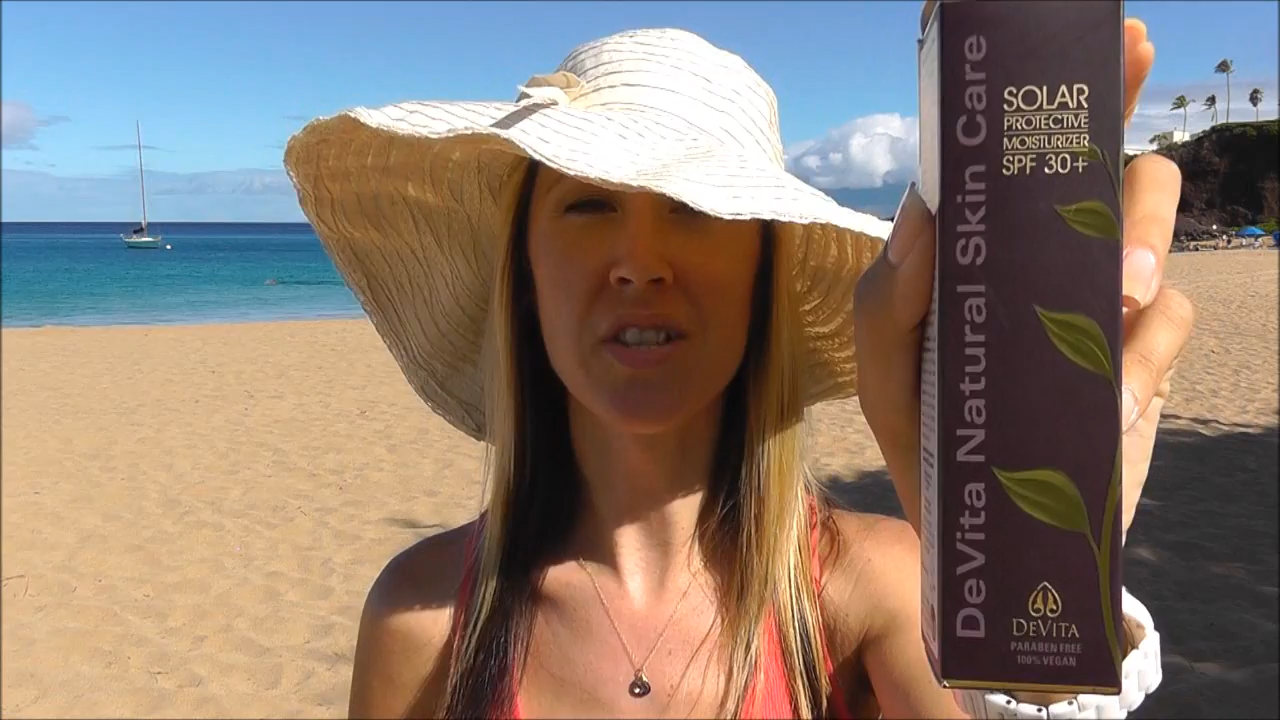 DeVita Natural Skin Care
SOLAR
PROTECTIVE
MOISTURIZER
SPF 30+
DEVITA
PARABEN FREE
100% VEGAN